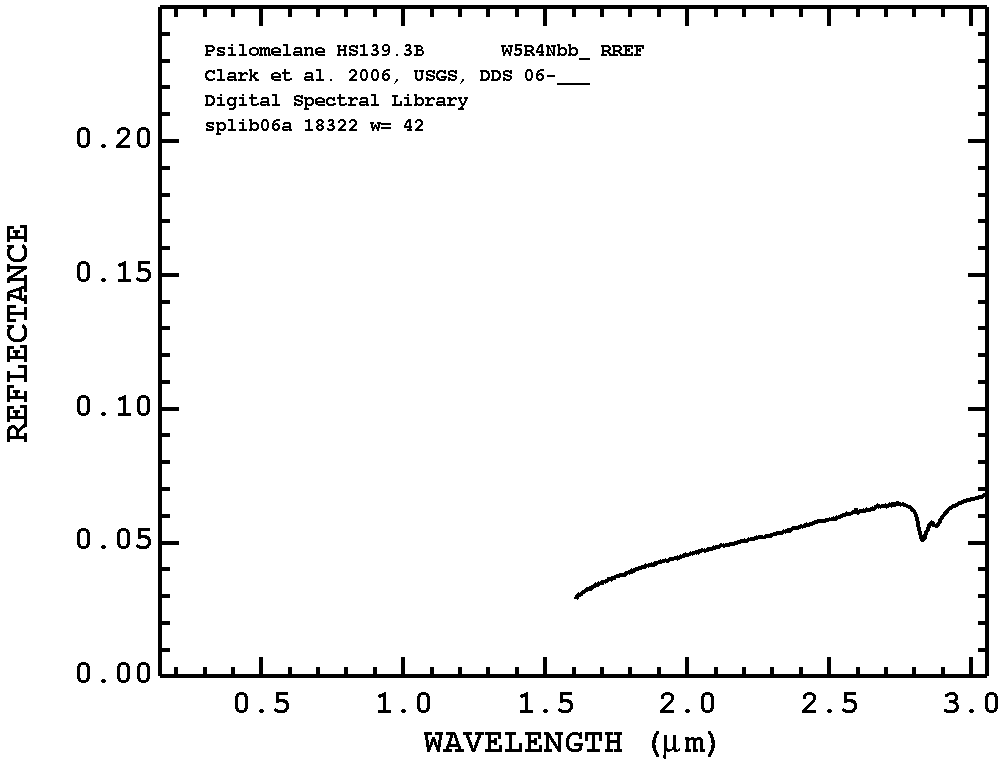 Psilomelane HS139.3B W5R4Nbb_ RREF
Clark et al. 2006, USGS, DDS 06-___
Digital Spectral Library
splib06a 18322 w= 42
REFLECTANCE
0.20
0.15
0.10
0.05
0.00
0.5 1.0 1.5 2.0 2.5 3.0
WAVELENGTH (μm)